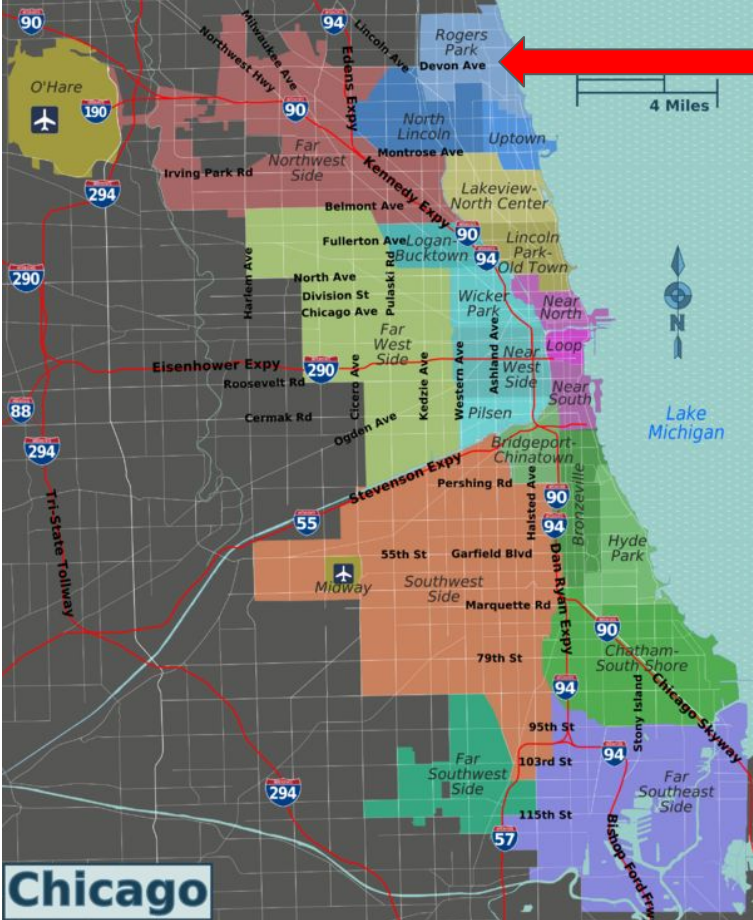 90
94
Lincoln Ave
Rogers
Park
Devon Ave
Milwaukee Ave
Northwest Hwy
Edens Expy
O'Hare
190
90
4 Miles
North
Lincoln
Uptown
Montrose Ave
Far
Northwest
Side
Irving Park Rd
Kennedy Expy
294
Lakeview-
North Center
Belmont Ave
90
Fullerton Ave
Logan-
Bucktown
94
Lincoln
Park-
Old Town
290
Harlem Ave
North Ave
Pulaski Rd
Division St
Chicago Ave
Wicker
Park
Near
North
N
Far
West
Side
Ashland Ave
Loop
Eisenhower Expy
290
Near
West
Side
Roosevelt Rd
Cicero Ave
Kedzie Ave
Western Ave
Near
South
88
Cermak Rd
Ogden Ave
Pilsen
Lake
Michigan
294
Bridgeport-
Chinatown
Stevenson Expy
Pershing Rd
Halsted Ave
90
Bronzeville
Tri-State Tollway
55
94
Hyde
Park
55th St
Garfield Blvd
Dan Ryan Expy
Midway
Southwest
Side
Marquette Rd
90
79th St
Chatham-
South Shore
94
Stony Island
Chicago Skyway
95th St
94
Far
Southwest
Side
103rd St
Far
Southeast
Side
294
115th St
57
Bishop Ford Frwy
Chicago